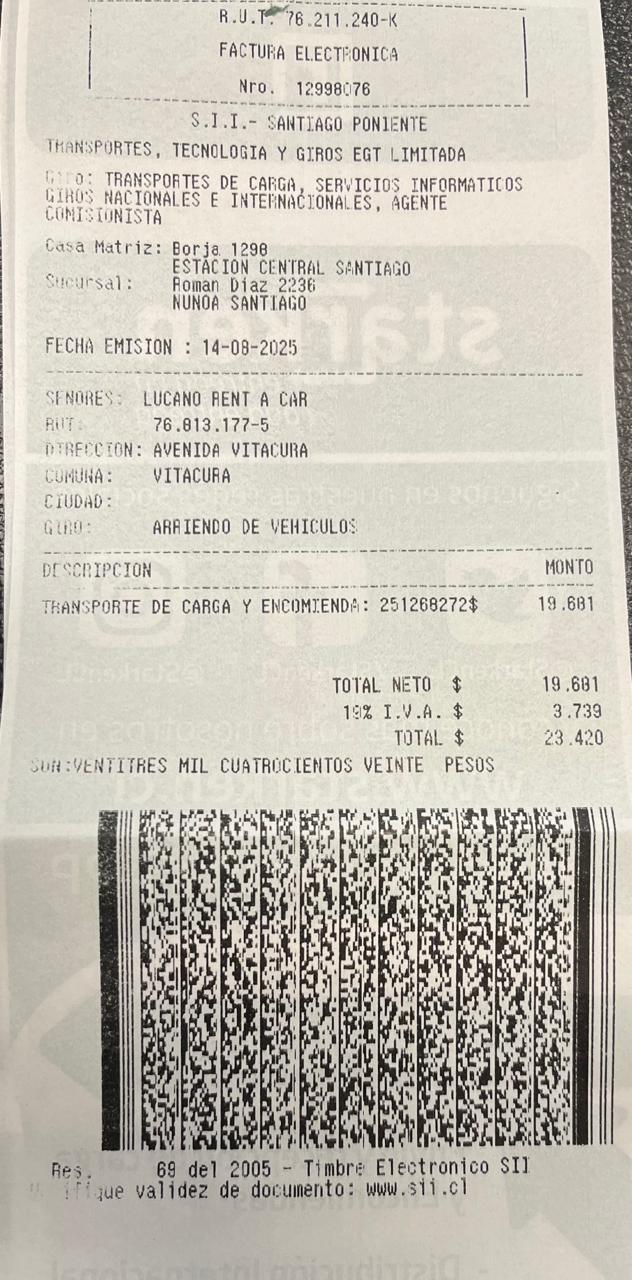 R.U.T. 76.211.240-K
FACTURA ELECTRONICA
Nro. 12998076
S.I.I.- SANTIAGO PONIENTE
TRANSPORTES, TECNOLOGIA Y GIROS EGT LIMITADA
Giro: TRANSPORTES DE CARGA, SERVICIOS INFORMATICOS
GIROS NACIONALES E INTERNACIONALES, AGENTE
COMISIONISTA
Casa Matriz: Borja 1298
ESTACION CENTRAL SANTIAGO
Sucursal: Roman Diaz 2236
NUNOA SANTIAGO
FECHA EMISION : 14-08-2025
SENORES: LUCANO RENT A CAR
RUT: 76.813.177-5
DIRECCION: AVENIDA VITACURA
COMUNA: VITACURA
CIUDAD:
GIRO: ARRIENDO DE VEHICULOS
DESCRIPCION MONTO
TRANSPORTE DE CARGA Y ENCOMIENDA: 251268272$ 19.681
TOTAL NETO $ 19.681
19% I.V.A. $ 3.739
TOTAL $ 23.420
SON:VENTITRES MIL CUATROCIENTOS VEINTE PESOS
Res. 69 del 2005 - Timbre Electronico SII
Verifique validez de documento: www.sii.cl